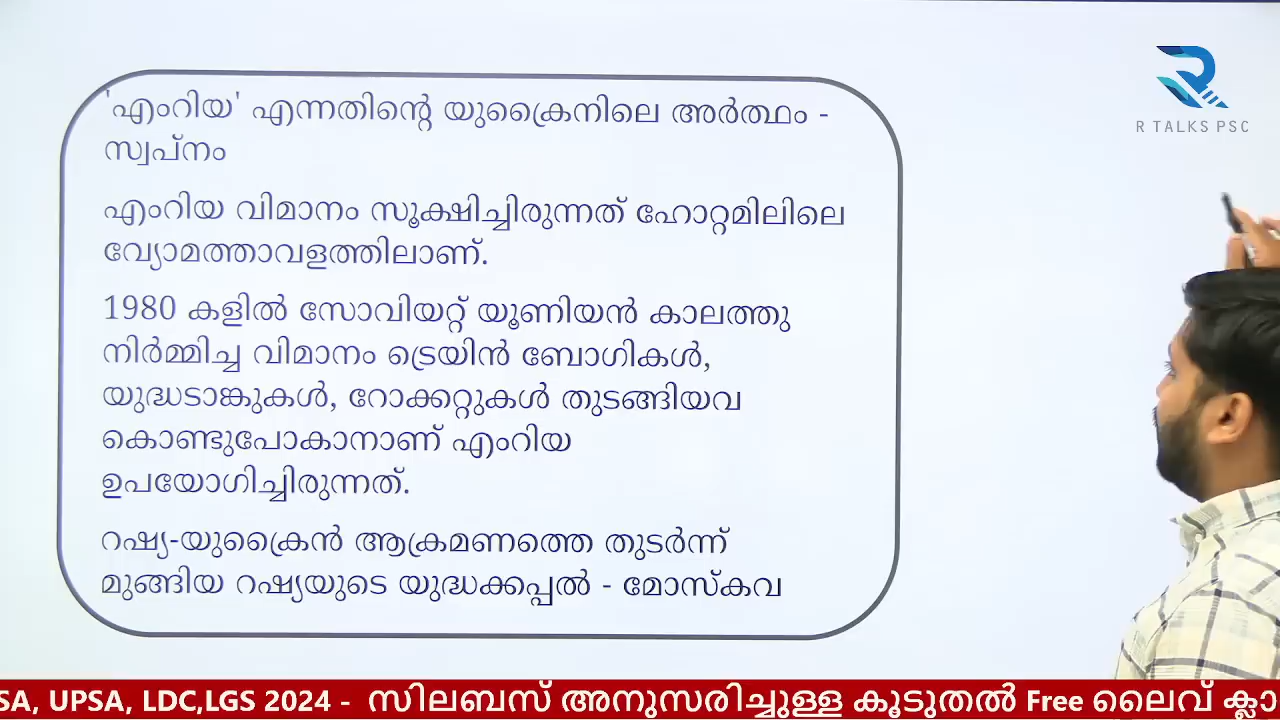 R TALKS PSC
'എംറിയ' എന്നതിന്റെ യുക്രൈനിലെ അർത്ഥം -
സ്വപ്നം
എംറിയ വിമാനം സൂക്ഷിച്ചിരുന്നത് ഹോറ്റമിലിലെ
വ്യോമത്താവളത്തിലാണ്.
1980 കളിൽ സോവിയറ്റ് യൂണിയൻ കാലത്തു
നിർമ്മിച്ച വിമാനം ട്രെയിൻ ബോഗികൾ,
യുദ്ധടാങ്കുകൾ, റോക്കറ്റുകൾ തുടങ്ങിയവ
കൊണ്ടുപോകാനാണ് എംറിയ
ഉപയോഗിച്ചിരുന്നത്.
റഷ്യ-യുക്രൈൻ ആക്രമണത്തെ തുടർന്ന്
മുങ്ങിയ റഷ്യയുടെ യുദ്ധക്കപ്പൽ - മോസ്കവ
SA, UPSA, LDC,LGS 2024 - സിലബസ് അനുസരിച്ചുള്ള കൂടുതൽ Free ലൈവ്